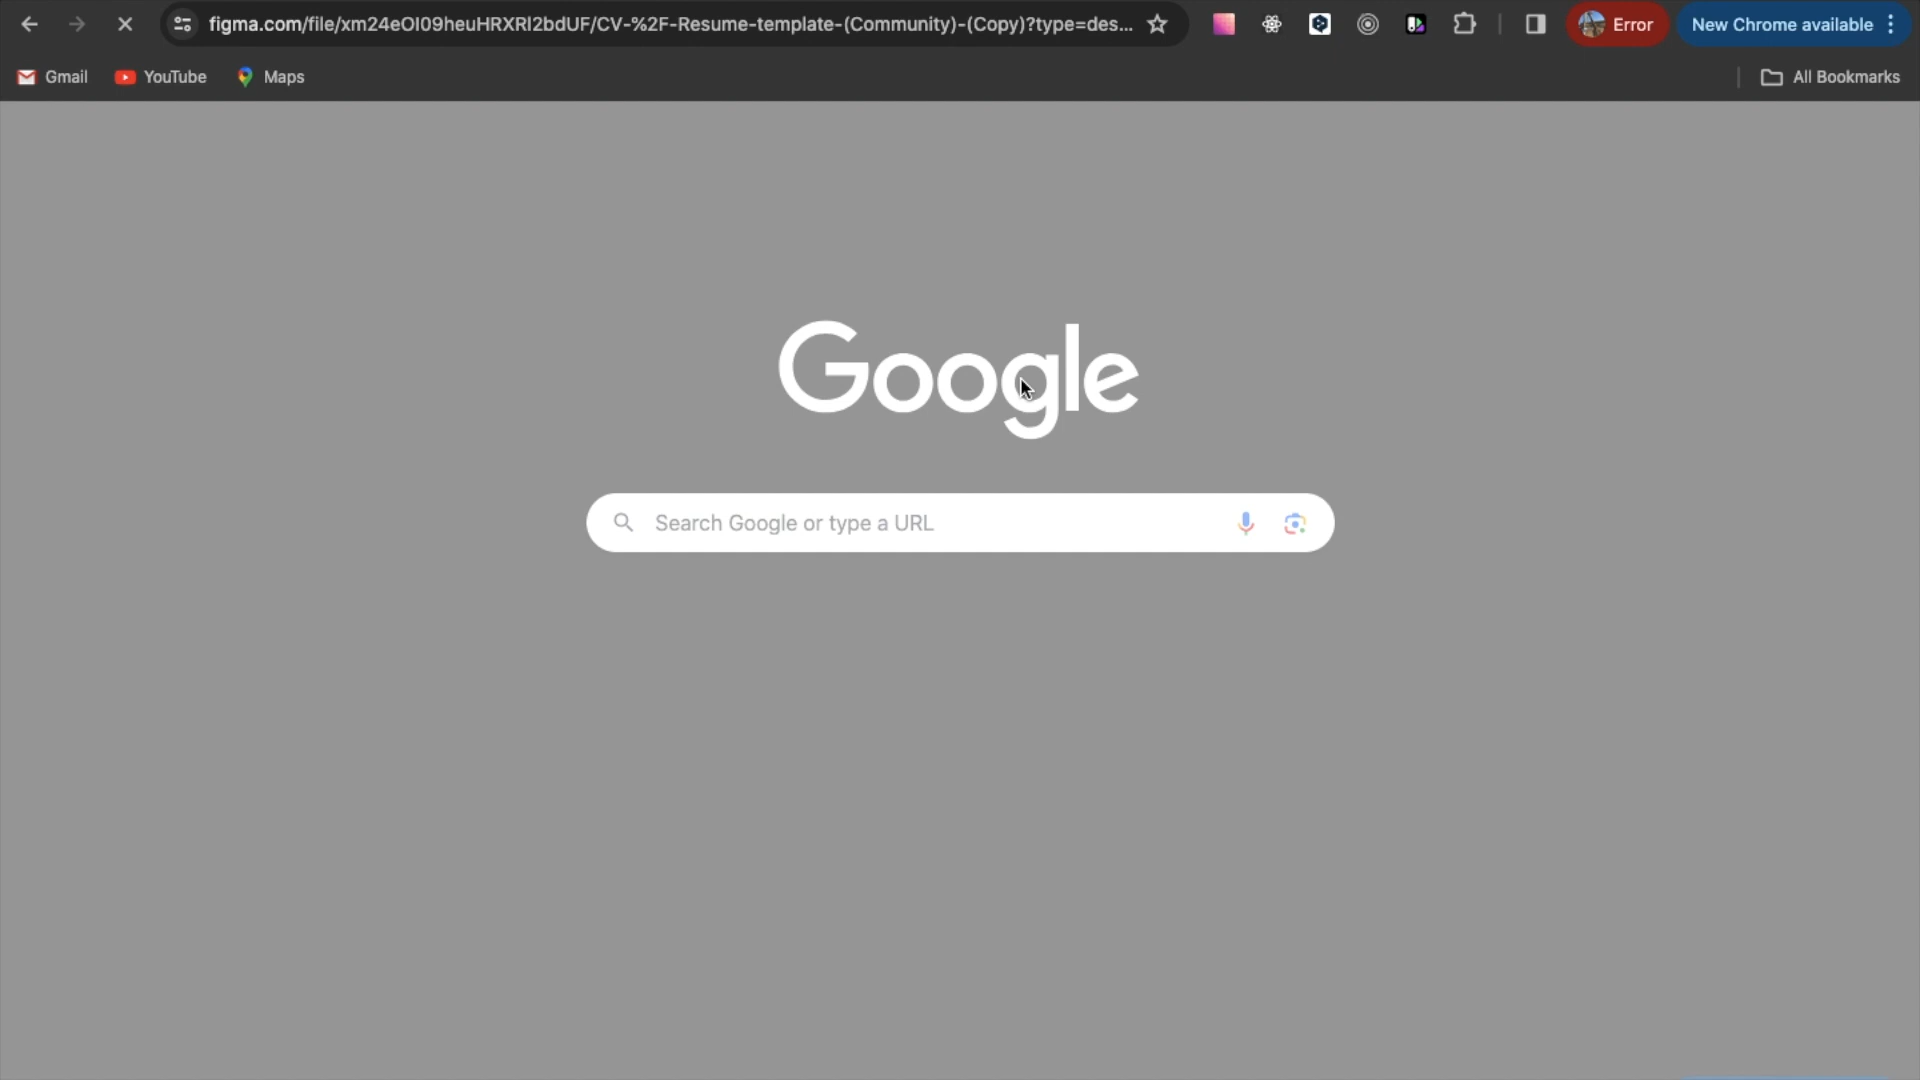 figma.com/file/xm24eOl09heuHRXRl2bdUF/CV-%2F-Resume-template-(Community)-(Copy)?type=des...
Error
New Chrome available
Gmail
YouTube
Maps
All Bookmarks
Google
Search Google or type a URL